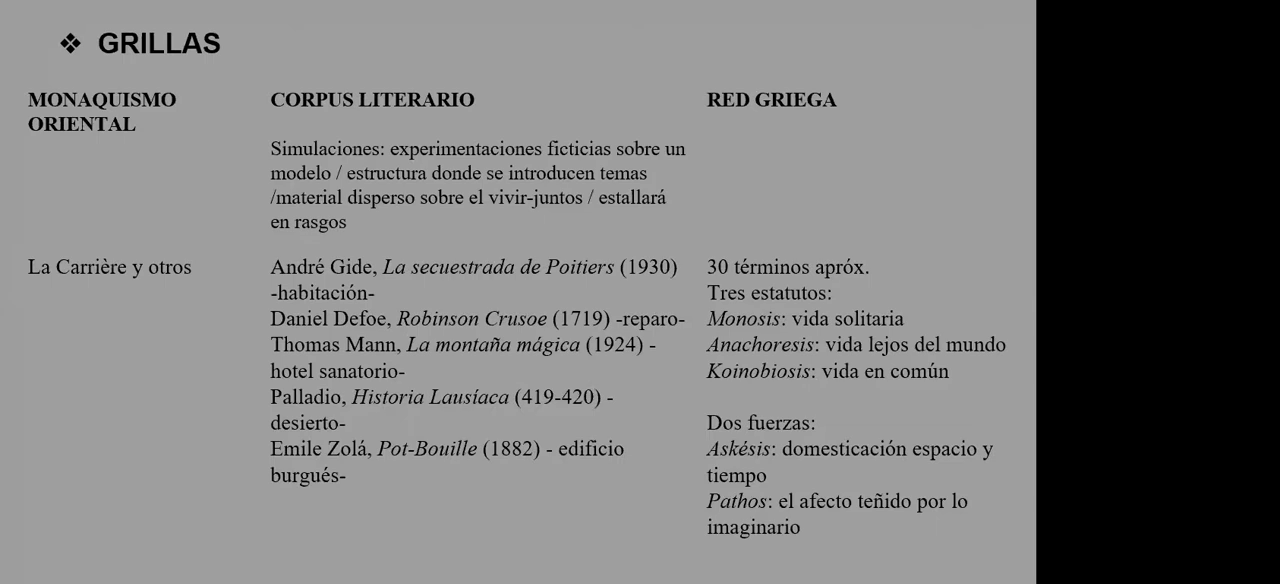 ❖ GRILLAS
MONAQUISMO
ORIENTAL
La Carrière y otros
CORPUS LITERARIO
Simulaciones: experimentaciones ficticias sobre un
modelo / estructura donde se introducen temas
/material disperso sobre el vivir-juntos / estallará
en rasgos
André Gide, La secuestrada de Poitiers (1930)
-habitación-
Daniel Defoe, Robinson Crusoe (1719) -reparo-
Thomas Mann, La montaña mágica (1924) -
hotel sanatorio-
Palladio, Historia Lausíaca (419-420) -
desierto-
Emile Zolá, Pot-Bouille (1882) - edificio
burgués-
RED GRIEGA
30 términos apróx.
Tres estatutos:
Monosis: vida solitaria
Anachoresis: vida lejos del mundo
Koinobiosis: vida en común
Dos fuerzas:
Askésis: domesticación espacio y
tiempo
Pathos: el afecto teñido por lo
imaginario